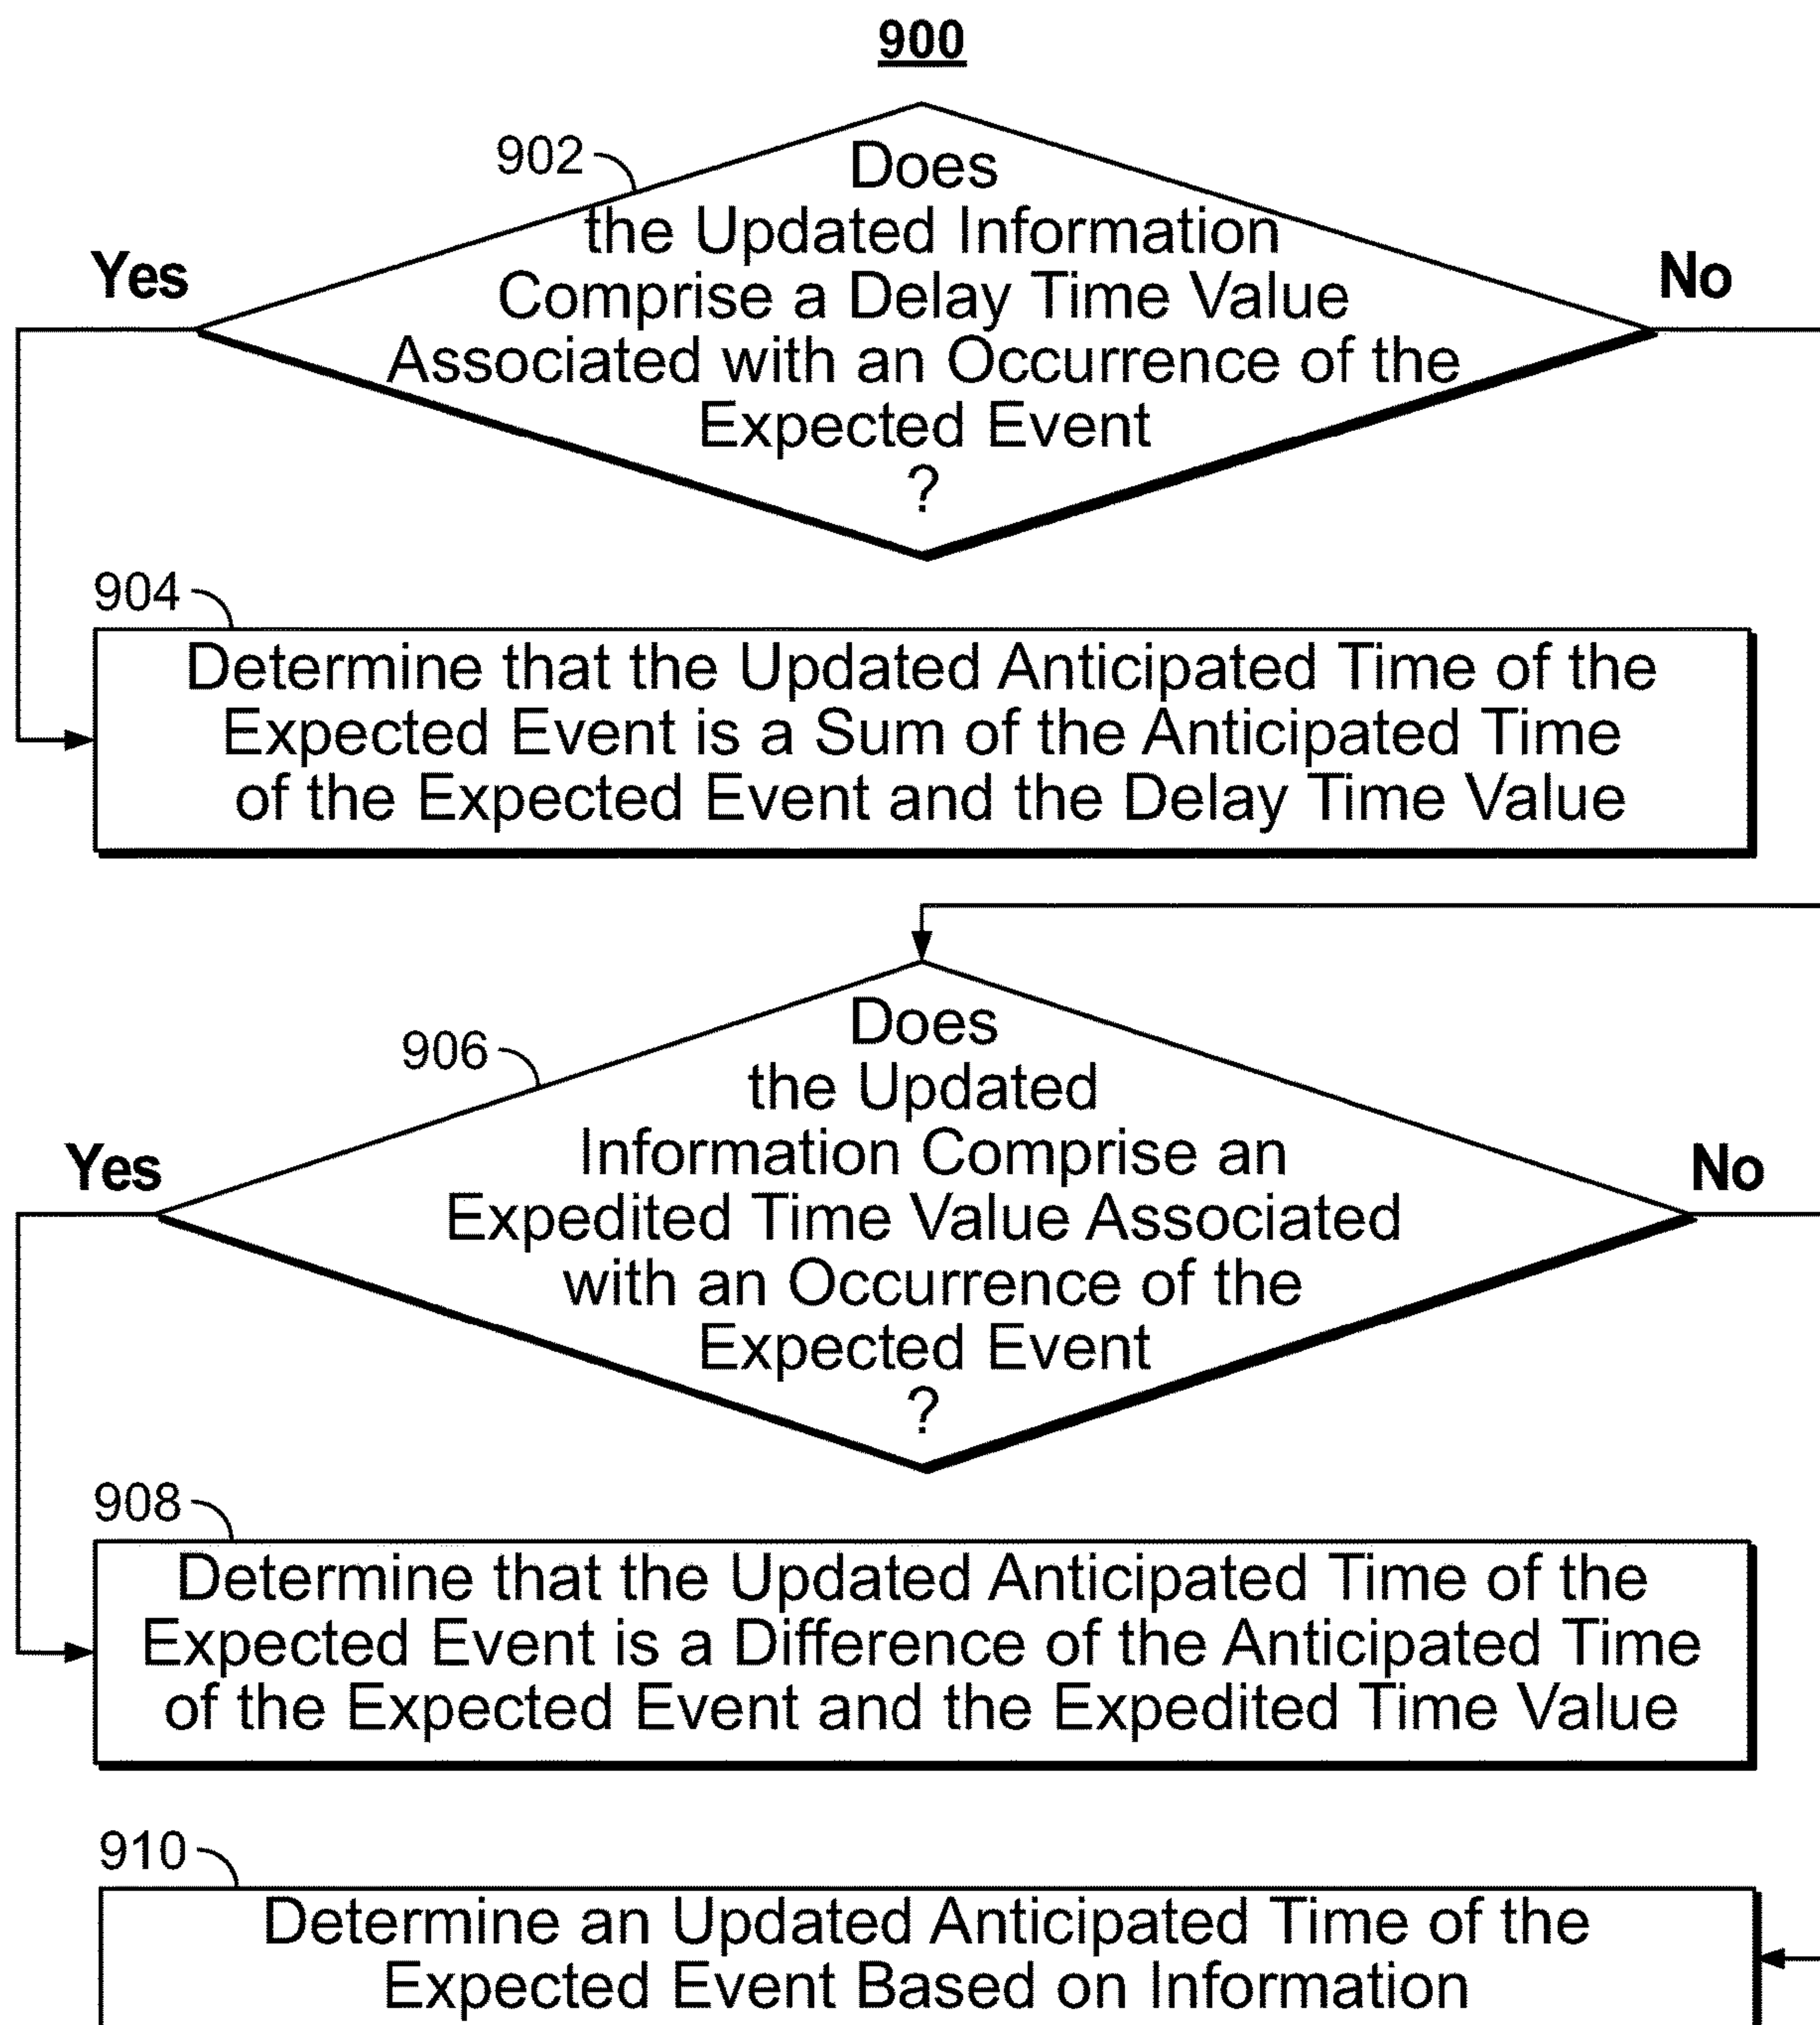 900
902
Does
the Updated Information
Comprise a Delay Time Value
Associated with an Occurrence of the
Expected Event
?
Yes
No
904
Determine that the Updated Anticipated Time of the
Expected Event is a Sum of the Anticipated Time
of the Expected Event and the Delay Time Value
906
Does
the Updated
Information Comprise an
Expedited Time Value Associated
with an Occurrence of the
Expected Event
?
Yes
No
908
Determine that the Updated Anticipated Time of the
Expected Event is a Difference of the Anticipated Time
of the Expected Event and the Expedited Time Value
910
Determine an Updated Anticipated Time of the
Expected Event Based on Information